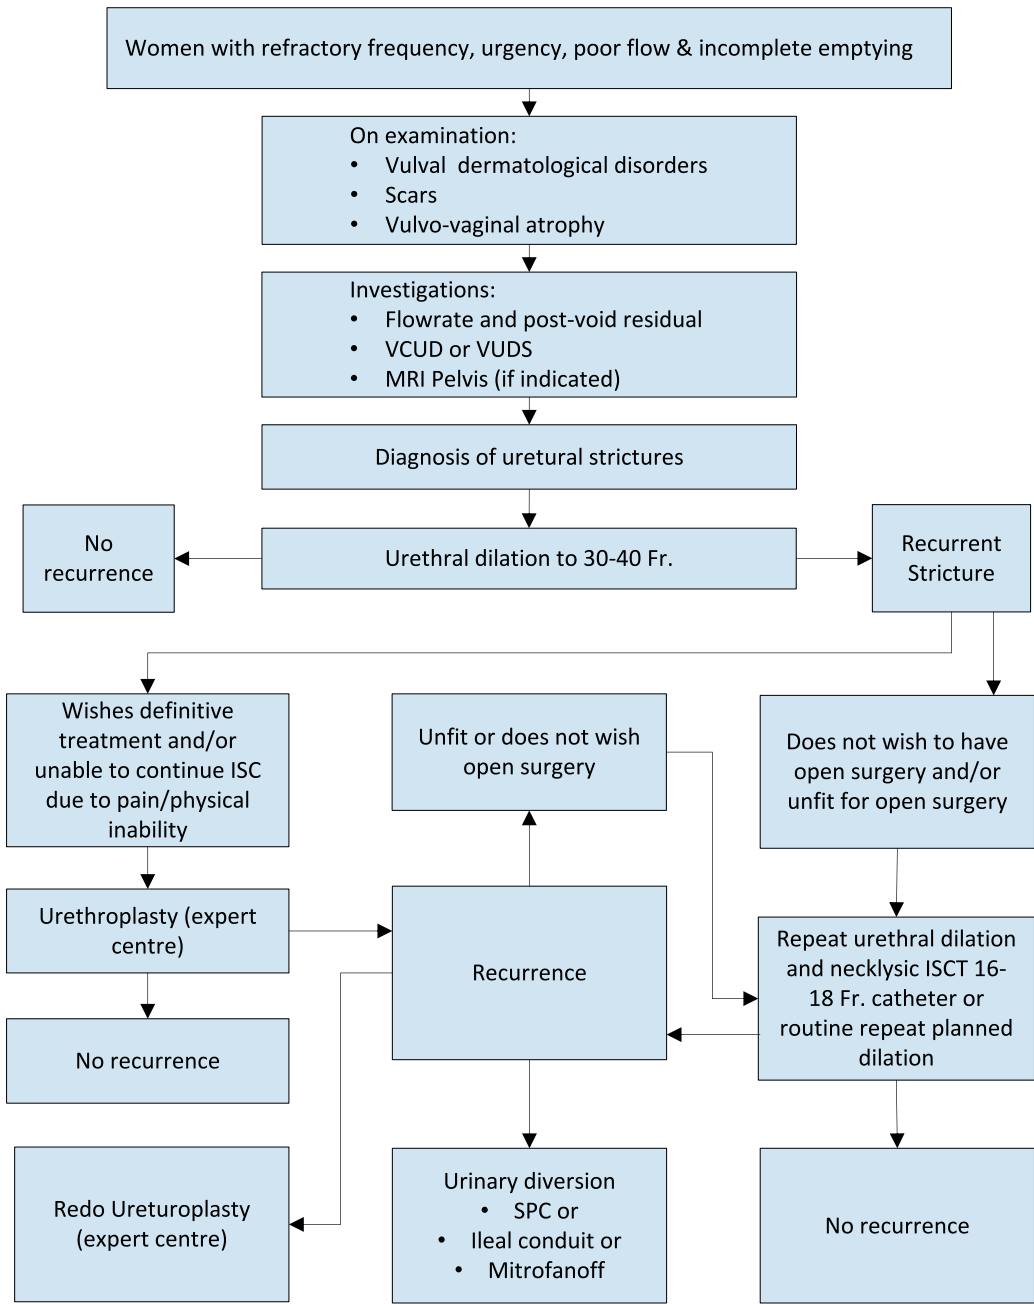 Women with refractory frequency, urgency, poor flow & incomplete emptying
On examination:
• Vulval dermatological disorders
• Scars
• Vulvo-vaginal atrophy
Investigations:
• Flowrate and post-void residual
• VCUD or VUDS
• MRI Pelvis (if indicated)
Diagnosis of uretural strictures
No
recurrence
Urethral dilation to 30-40 Fr.
Recurrent
Stricture
Wishes definitive
treatment and/or
unable to continue ISC
due to pain/physical
inability
Unfit or does not wish
open surgery
Does not wish to have
open surgery and/or
unfit for open surgery
Urethroplasty (expert
centre)
Recurrence
Repeat urethral dilation
and necklysic ISCT 16-
18 Fr. catheter or
routine repeat planned
dilation
No recurrence
Redo Ureturoplasty
(expert centre)
Urinary diversion
• SPC or
• Ileal conduit or
• Mitrofanoff
No recurrence